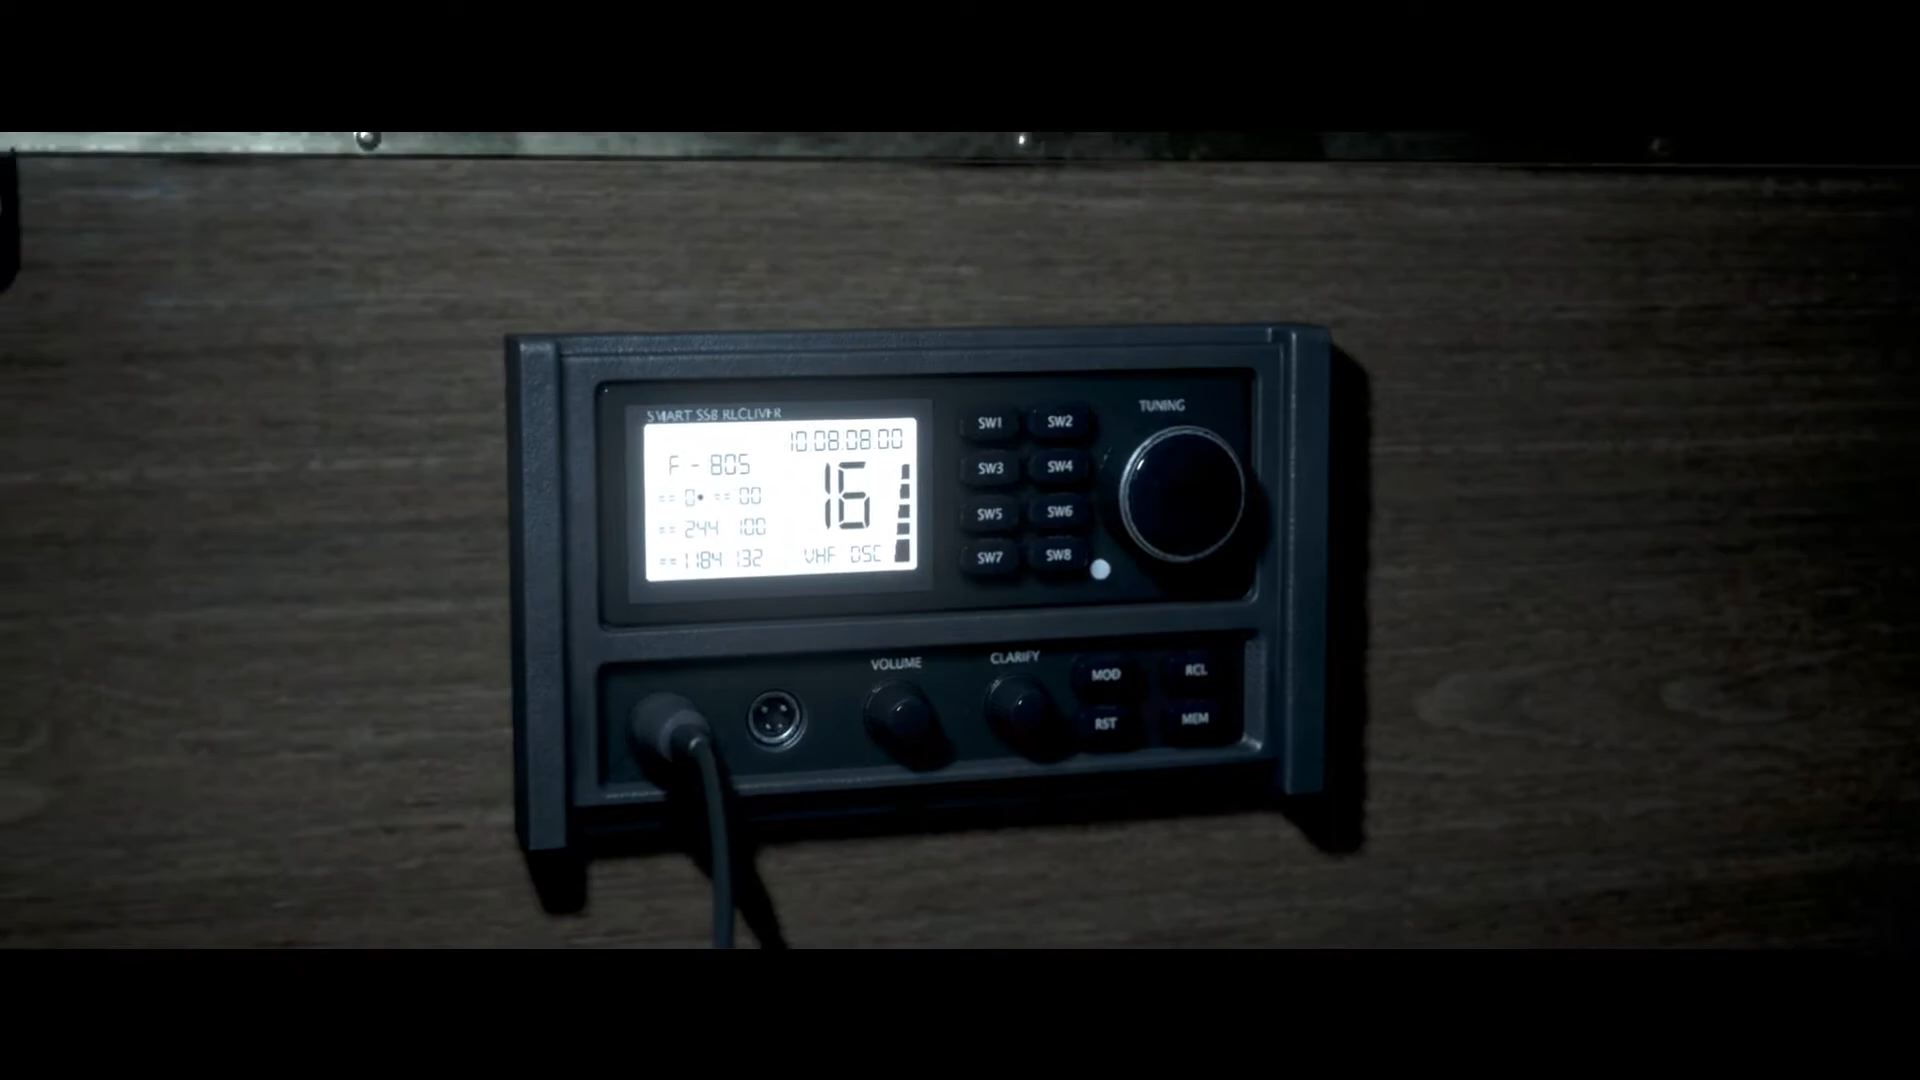 SMART SSB RECEIVER
10:08:08:00
F - 805
16
== 0• == 00
== 244 100
== 1184 132
VHF DSC
SW1 SW2
SW3 SW4
SW5 SW6
SW7 SW8
TUNING
VOLUME
CLARIFY
MOD RCL
RST MEM